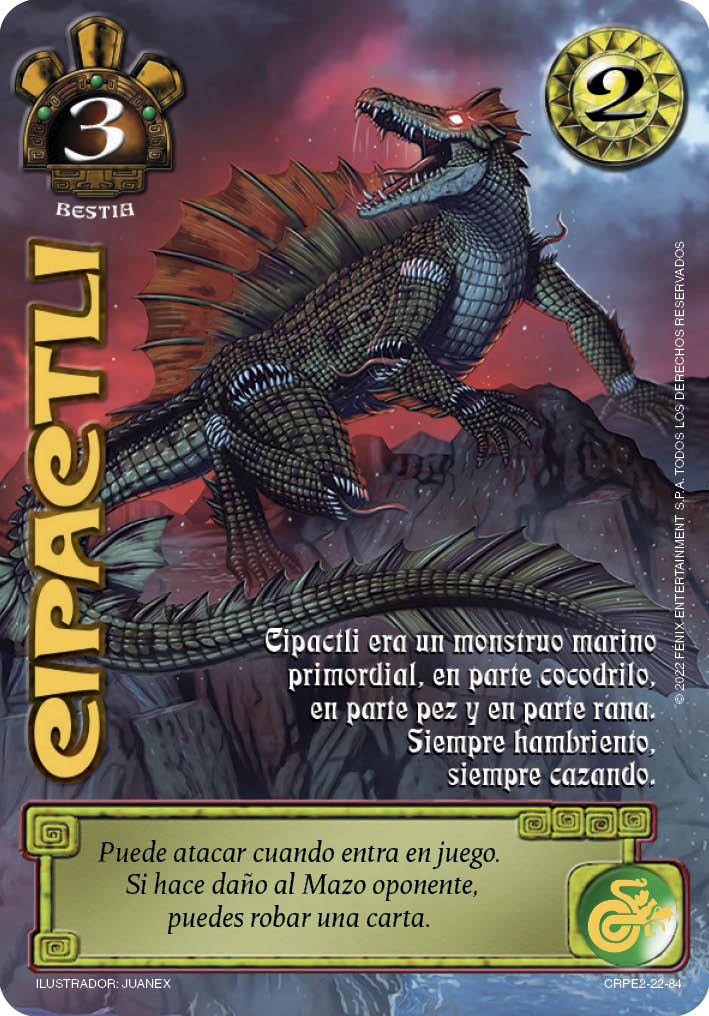 3
2
BESTIA
CIPACTLI
© 2022 FÉNIX ENTERTAINMENT S.P.A. TODOS LOS DERECHOS RESERVADOS
Cipactli era un monstruo marino
primordial, en parte cocodrilo,
en parte pez y en parte rana.
Siempre hambriento,
siempre cazando.
Puede atacar cuando entra en juego.
Si hace daño al Mazo oponente,
puedes robar una carta.
ILUSTRADOR: JUANEX
CRPE2-22-84